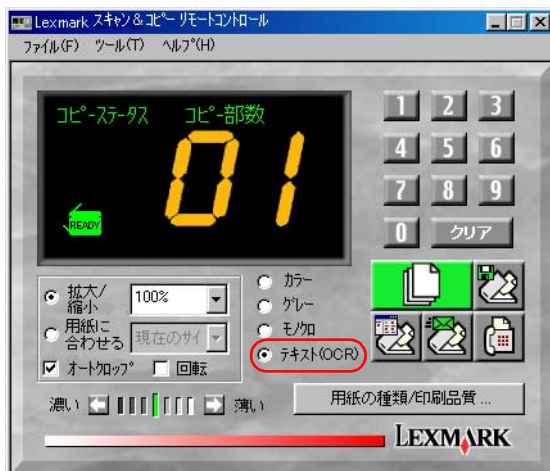 Lexmark スキャン&コピー リモートコントロール
ファイル(F) ツール(T) ヘルプ(H)
コピーステータス コピー部数
01
READY
1 2 3
4 5 6
7 8 9
0 クリア
拡大/
縮小
100%
用紙に
合わせる
現在のサイ
オートクロップ 回転
カラー
グレー
モノクロ
テキスト(OCR)
濃い 薄い
用紙の種類/印刷品質 ...
LEXMARK